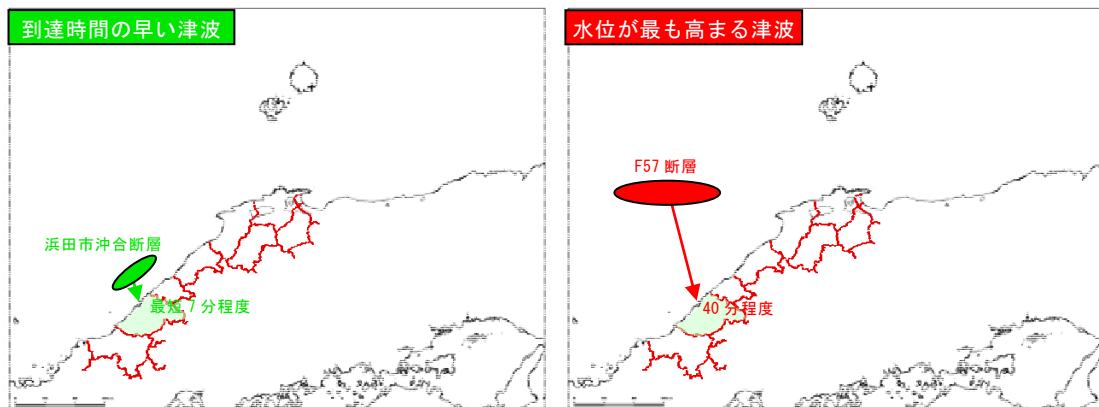 到達時間の早い津波
浜田市沖合断層
最短 7 分程度
水位が最も高まる津波
F57 断層
40 分程度